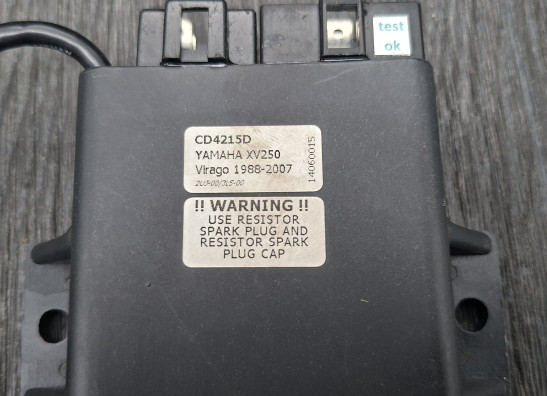 test
ok
CD4215D
YAMAHA XV250
Virago 1988-2007
14060015
!! WARNING !!
USE RESISTOR
SPARK PLUG AND
RESISTOR SPARK
PLUG CAP